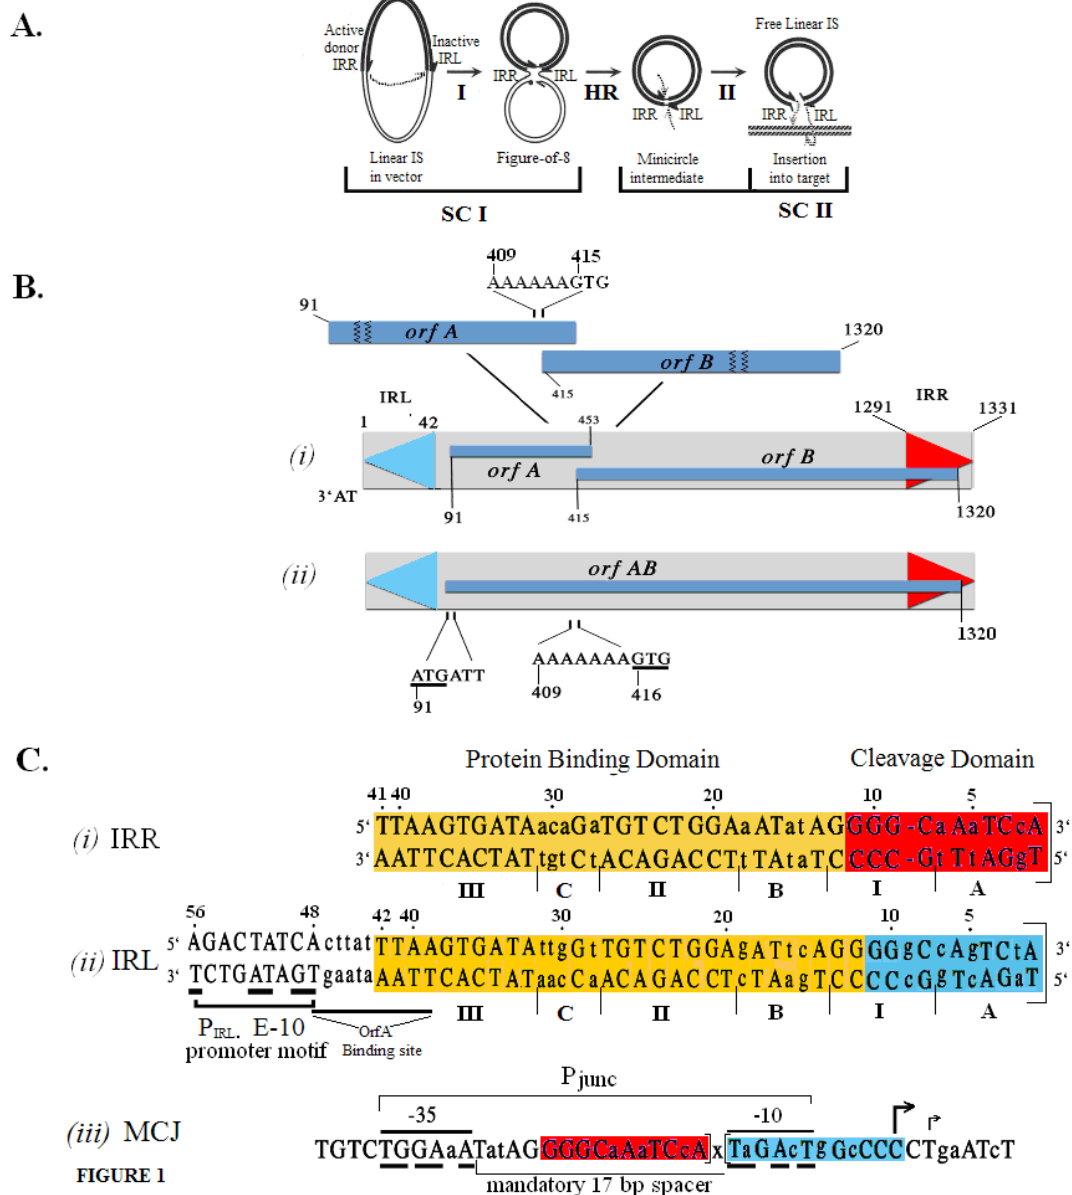 A.
Active donor IRR
Inactive IRL
I
IRR IRL
HR
IRR IRL
II
Free Linear IS
IRR IRL
Linear IS in vector
Figure-of-8
Minicircle intermediate
Insertion into target
SC I
SC II
B.
409 415
AAAAAAGTG
91
orf A
1320
orf B
415
IRL
IRR
1 42
453
1291
1331
(i)
orf A
orf B
3'AT
91
415
1320
(ii)
orf AB
1320
ATGATT
91
AAAAAAAGTG
409 416
C.
Protein Binding Domain
Cleavage Domain
41 40 30 20 10 5
(i) IRR
5' TTAAGTGATAacaGaTGTCTGGAaATatAGGGG-CaAaTCcA 3'
3' AATTCACTATtgtCtACAGACCTtTAtaTCCCC-GtTtAGgT 5'
III C II B I A
56 48 42 40 30 20 10 5
(ii) IRL
5' AGACTATCActtatTTAAGTGATAttgGtTGTCTGGAgATtcAGGGGgCcAgTCtA 3'
3' TCTGATAGTgaataAATTCACTATaacCaACAGACCTcTAagTCCCCcGgTcAGaT 5'
III C II B I A
PIRL. E-10
promoter motif
OrfA
Binding site
Pjunc
-35 -10
(iii) MCJ
TGTCTGGAaATatAGGGGCaAaTCcA x TaGAcTgGcCCCCTgaATcT
mandatory 17 bp spacer
FIGURE 1